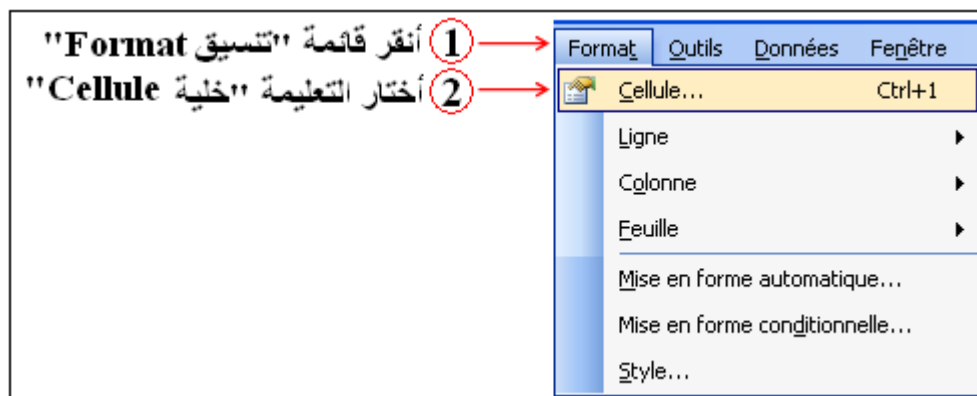 ① أنقر قائمة "تنسيق Format"
② أختار التعليمة "خلية Cellule"
Format Outils Données Fenêtre
Cellule... Ctrl+1
Ligne
Colonne
Feuille
Mise en forme automatique...
Mise en forme conditionnelle...
Style...